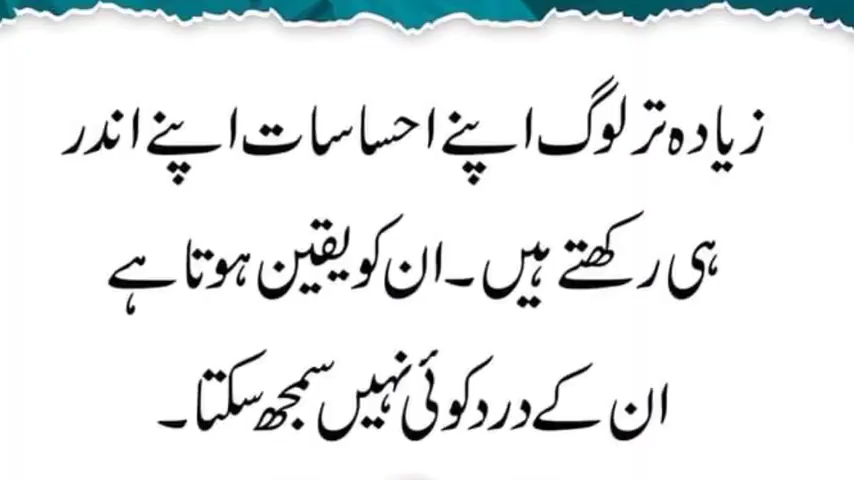 زیادہ تر لوگ اپنے احساسات اپنے اندر
ہی رکھتے ہیں۔ ان کو یقین ہوتا ہے
ان کے درد کوئی نہیں سمجھ سکتا۔